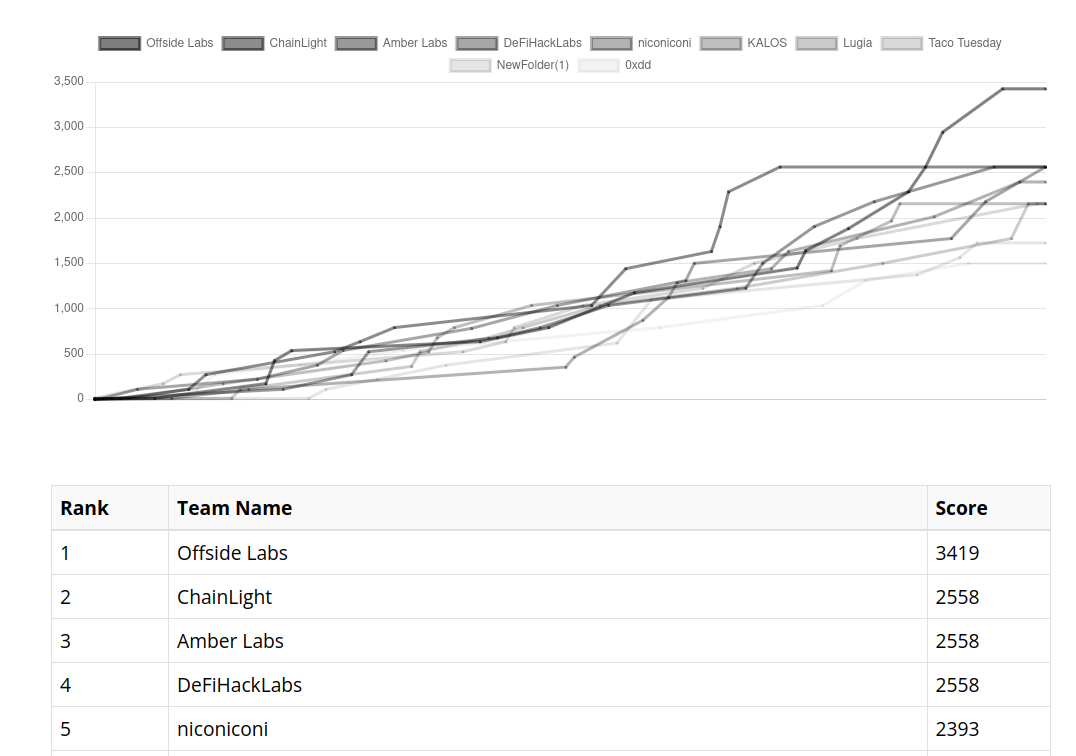 Offside Labs ChainLight Amber Labs DeFiHackLabs niconiconi KALOS Lugia Taco Tuesday
NewFolder(1) 0xdd
3,500
3,000
2,500
2,000
1,500
1,000
500
0
Rank Team Name Score
1 Offside Labs 3419
2 ChainLight 2558
3 Amber Labs 2558
4 DeFiHackLabs 2558
5 niconiconi 2393